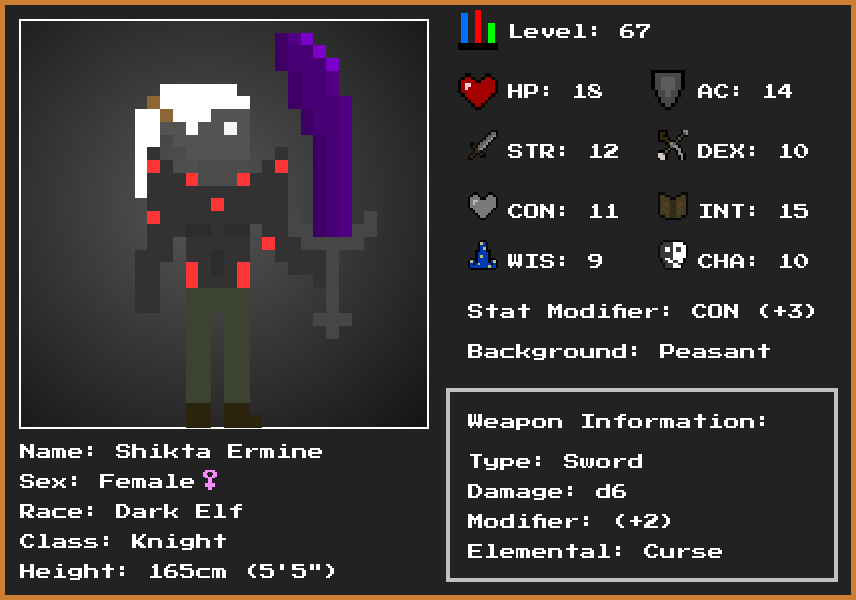 Level: 67
HP: 18
AC: 14
STR: 12
DEX: 10
CON: 11
INT: 15
WIS: 9
CHA: 10
Stat Modifier: CON (+3)
Background: Peasant
Weapon Information:
Type: Sword
Damage: d6
Modifier: (+2)
Elemental: Curse
Name: Shikta Ermine
Sex: Female♀
Race: Dark Elf
Class: Knight
Height: 165cm (5'5")